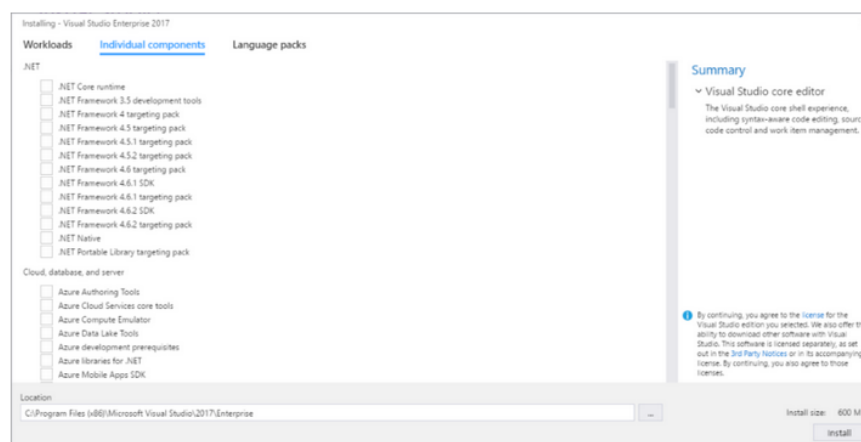 Installing - Visual Studio Enterprise 2017
Workloads Individual components Language packs
.NET
.NET Core runtime
.NET Framework 3.5 development tools
.NET Framework 4 targeting pack
.NET Framework 4.5 targeting pack
.NET Framework 4.5.1 targeting pack
.NET Framework 4.5.2 targeting pack
.NET Framework 4.6 targeting pack
.NET Framework 4.6.1 SDK
.NET Framework 4.6.1 targeting pack
.NET Framework 4.6.2 SDK
.NET Framework 4.6.2 targeting pack
.NET Native
.NET Portable Library targeting pack
Cloud, database, and server
Azure Authoring Tools
Azure Cloud Services core tools
Azure Compute Emulator
Azure Data Lake Tools
Azure development prerequisites
Azure libraries for .NET
Azure Mobile Apps SDK
Summary
Visual Studio core editor
The Visual Studio core shell experience,
including syntax-aware code editing, sourc
code control and work item management.
By continuing, you agree to the license for the
Visual Studio edition you selected. We also offer th
ability to download other software with Visual
Studio. This software is licensed separately, as set
out in the 3rd Party Notices or in its accompanying
license. By continuing, you also agree to those
licenses.
Location
C:\Program Files (x86)\Microsoft Visual Studio\2017\Enterprise
...
Install size: 600 M
Install